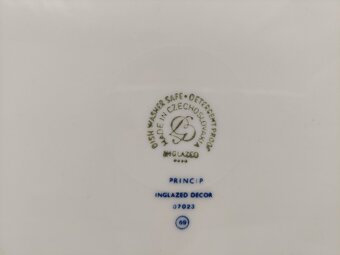 DISH WASHER SAFE • DETERGENT PROOF
MADE IN CZECHOSLOVAKIA
INGLAZED
PRINCIP
INGLAZED DECOR
07023